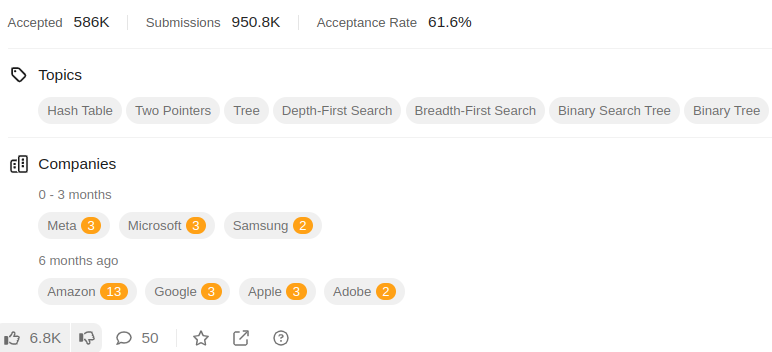 Accepted 586K Submissions 950.8K Acceptance Rate 61.6%
Topics
Hash Table Two Pointers Tree Depth-First Search Breadth-First Search Binary Search Tree Binary Tree
Companies
0 - 3 months
Meta 3 Microsoft 3 Samsung 2
6 months ago
Amazon 13 Google 3 Apple 3 Adobe 2
6.8K 50